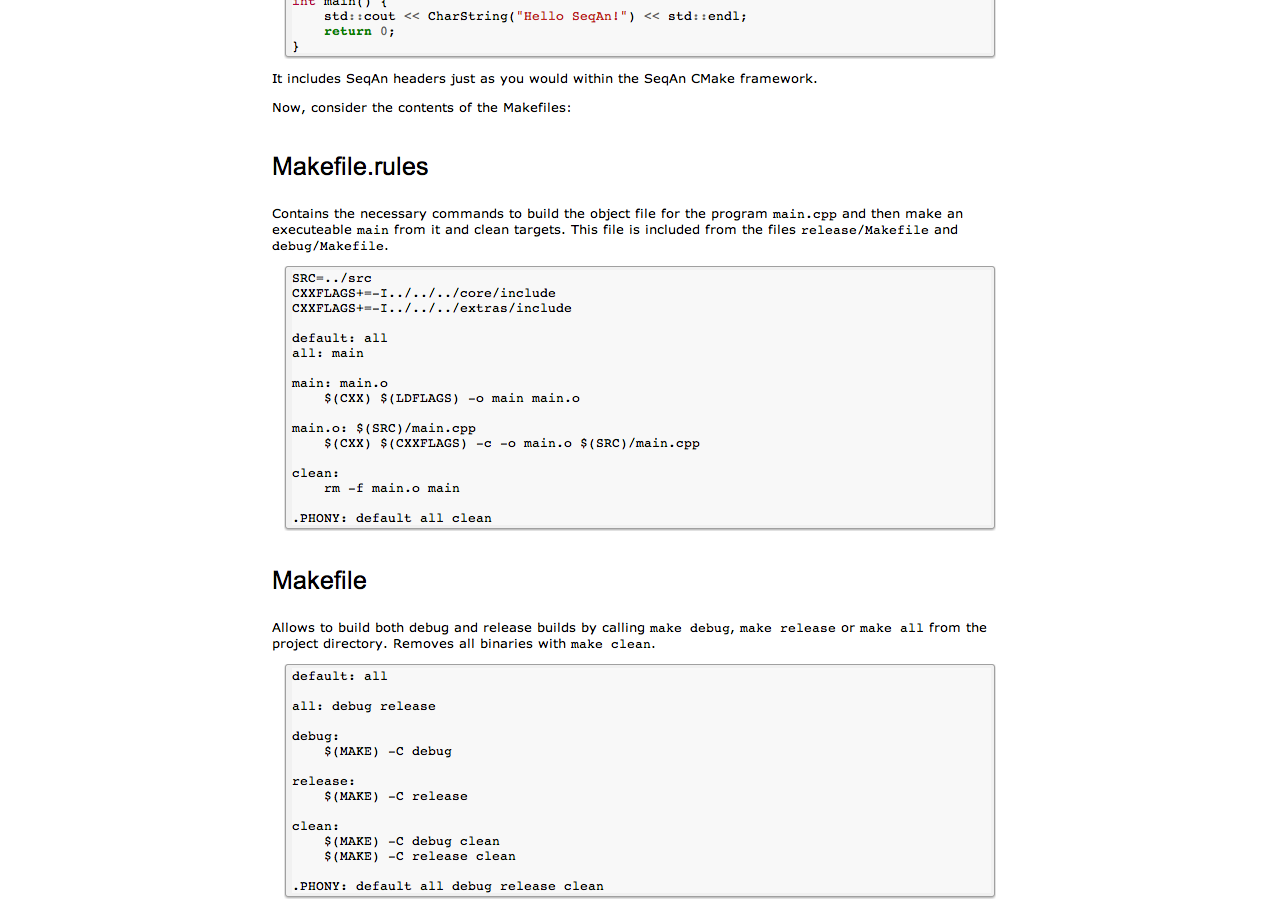 int main() {
    std::cout << CharString("Hello SeqAn!") << std::endl;
    return 0;
}
It includes SeqAn headers just as you would within the SeqAn CMake framework.
Now, consider the contents of the Makefiles:
Makefile.rules
Contains the necessary commands to build the object file for the program main.cpp and then make an
executeable main from it and clean targets. This file is included from the files release/Makefile and
debug/Makefile.
SRC=../src
CXXFLAGS+=-I../../../core/include
CXXFLAGS+=-I../../../extras/include
default: all
all: main
main: main.o
    $(CXX) $(LDFLAGS) -o main main.o
main.o: $(SRC)/main.cpp
    $(CXX) $(CXXFLAGS) -c -o main.o $(SRC)/main.cpp
clean:
    rm -f main.o main
.PHONY: default all clean
Makefile
Allows to build both debug and release builds by calling make debug, make release or make all from the
project directory. Removes all binaries with make clean.
default: all
all: debug release
debug:
    $(MAKE) -C debug
release:
    $(MAKE) -C release
clean:
    $(MAKE) -C debug clean
    $(MAKE) -C release clean
.PHONY: default all debug release clean